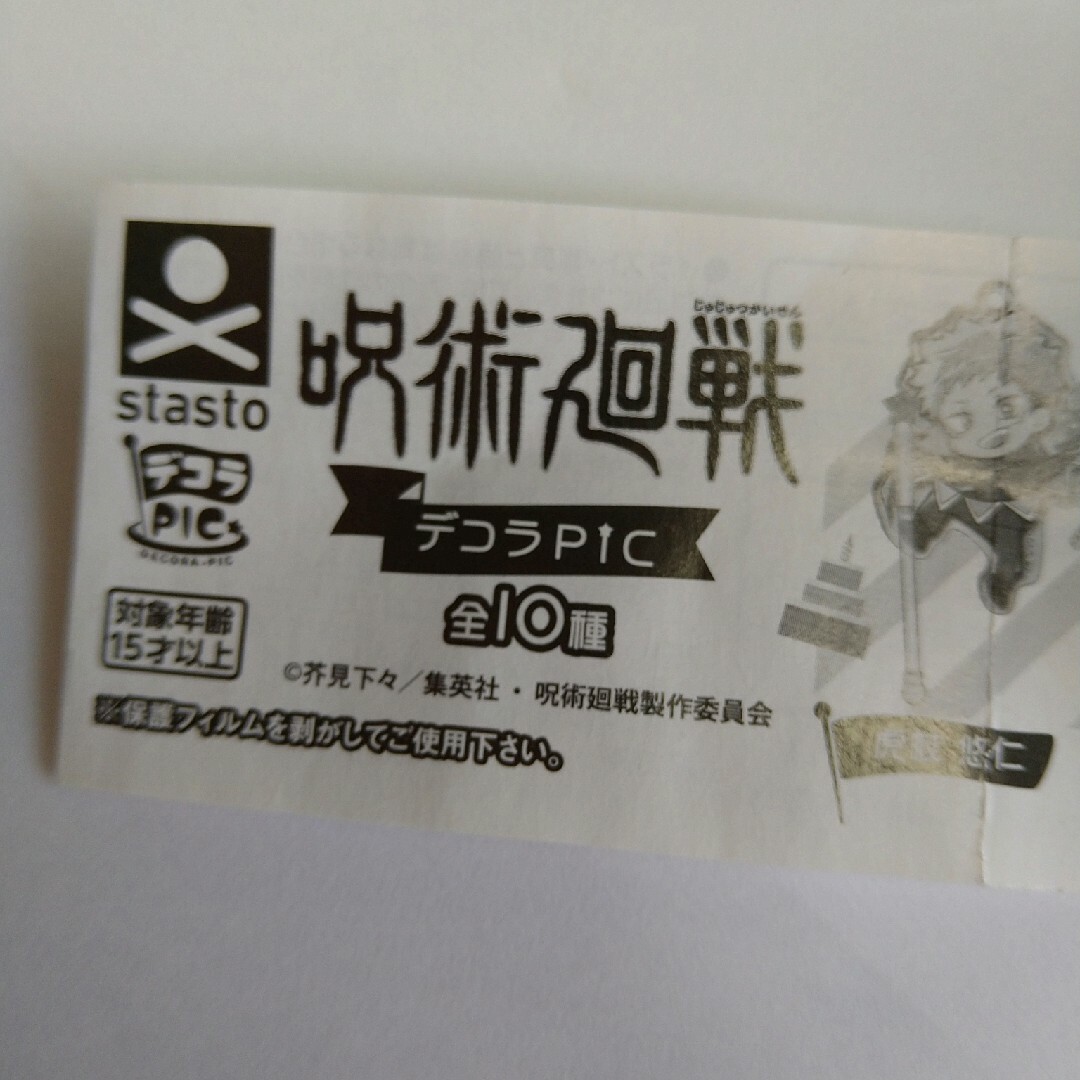 stasto
デコラ
PIC
DECORA-PIC
対象年齢
15才以上
じゅじゅつかいせん
呪術廻戦
デコラPIC
全10種
©芥見下々／集英社・呪術廻戦製作委員会
※保護フィルムを剥がしてご使用下さい。
虎杖 悠仁